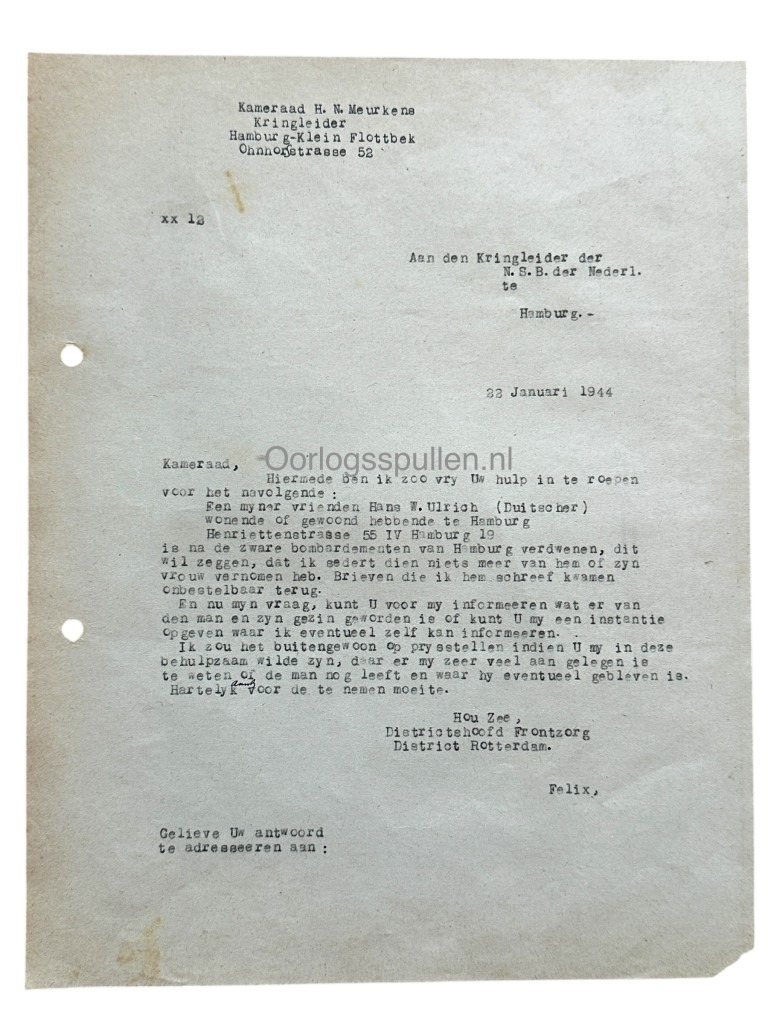 Kameraad H. N. Meurkens
Kringleider
Hamburg-Klein Flottbek
Ohnhorstrasse 52
xx 12
Aan den Kringleider der
N.S.B. der Nederl.
te
Hamburg.-
22 Januari 1944
Oorlogsspullen.nl
Kameraad,
Hiermede ben ik zoo vry Uw hulp in te roepen
voor het navolgende :
Een myner vrienden Hans W. Ulrich (Duitscher)
wonende of gewoond hebbende te Hamburg
Henriettenstrasse 55 IV Hamburg 19
is na de zware bombardementen van Hamburg verdwenen, dit
wil zeggen, dat ik sedert dien niets meer van hem of zyn
vrouw vernomen heb. Brieven die ik hem schreef kwamen
onbestelbaar terug.
En nu myn vraag, kunt U voor my informeeren wat er van
den man en zyn gezin geworden is of kunt U my een instantie
opgeven waar ik eventueel zelf kan informeeren. .
Ik zou het buitengewoon op prysstellen indien U my in deze
behulpzaam wilde zyn, daar er my zeer veel aan gelegen is
te weten of de man nog leeft en waar hy eventueel gebleven is.
Hartelyk voor de te nemen moeite.
Hou Zee,
Districtshoofd Frontzorg
District Rotterdam.
Felix,
Gelieve Uw antwoord
te adresseeren aan :